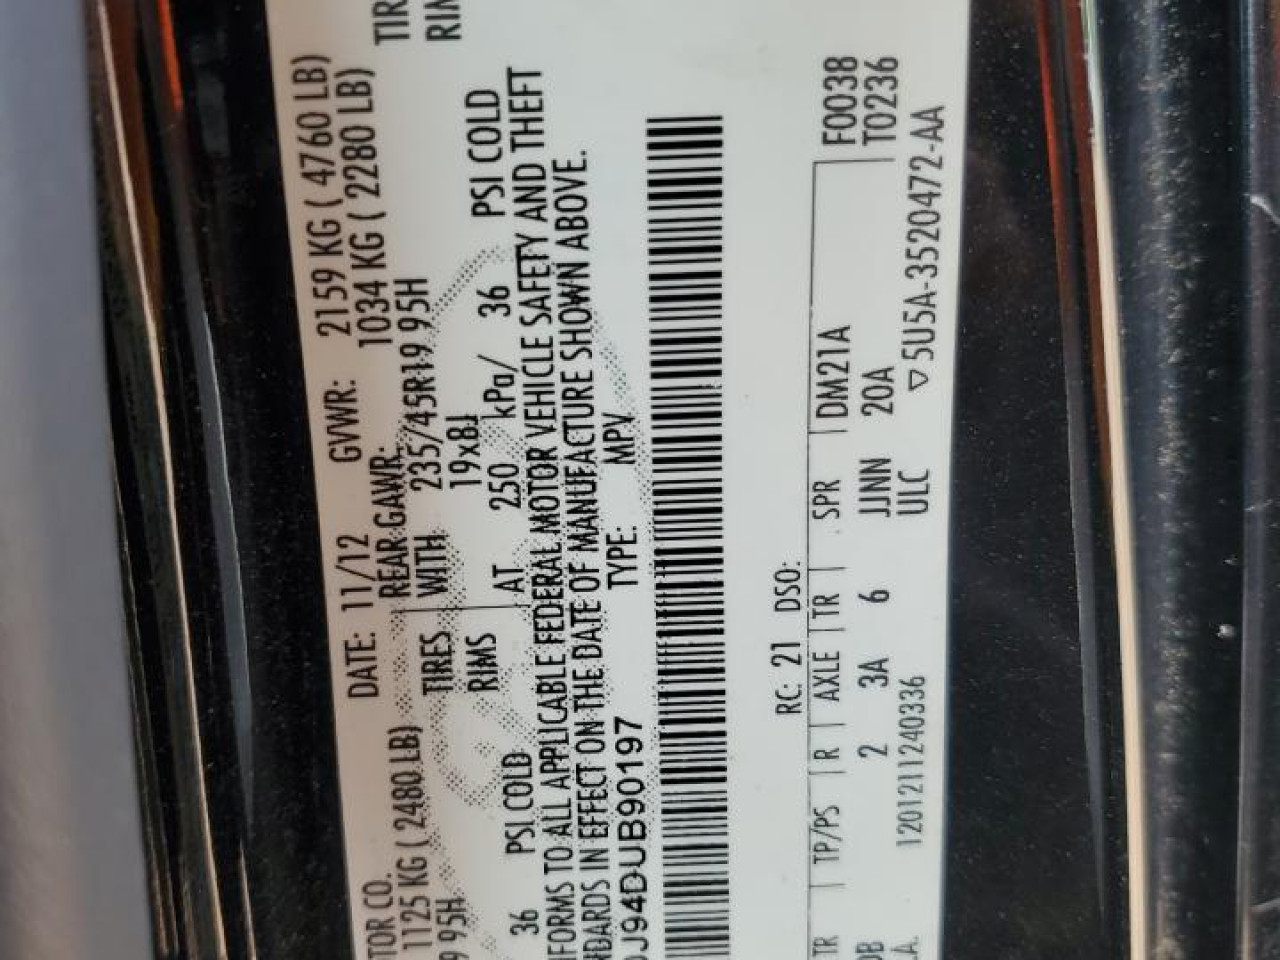 TOR CO. DATE: 11/12 GVWR: 2159 KG ( 4760 LB)
1125 KG ( 2480 LB) REAR GAWR: 1034 KG ( 2280 LB)
9 95H TIRES WITH 235/45R19 95H TIR
RIMS 19x8J RIM
36 PSI COLD AT 250 kPa/ 36 PSI COLD
FORMS TO ALL APPLICABLE FEDERAL MOTOR VEHICLE SAFETY AND THEFT
NDARDS IN EFFECT ON THE DATE OF MANUFACTURE SHOWN ABOVE.
J94DUB90197 TYPE: MPV
RC: 21 DSO:
TR TP/PS R AXLE TR SPR DM21A F0038
B 2 3A 6 JJNN 20A T0236
A. 1201211240336 ULC ▽5U5A-3520472-AA